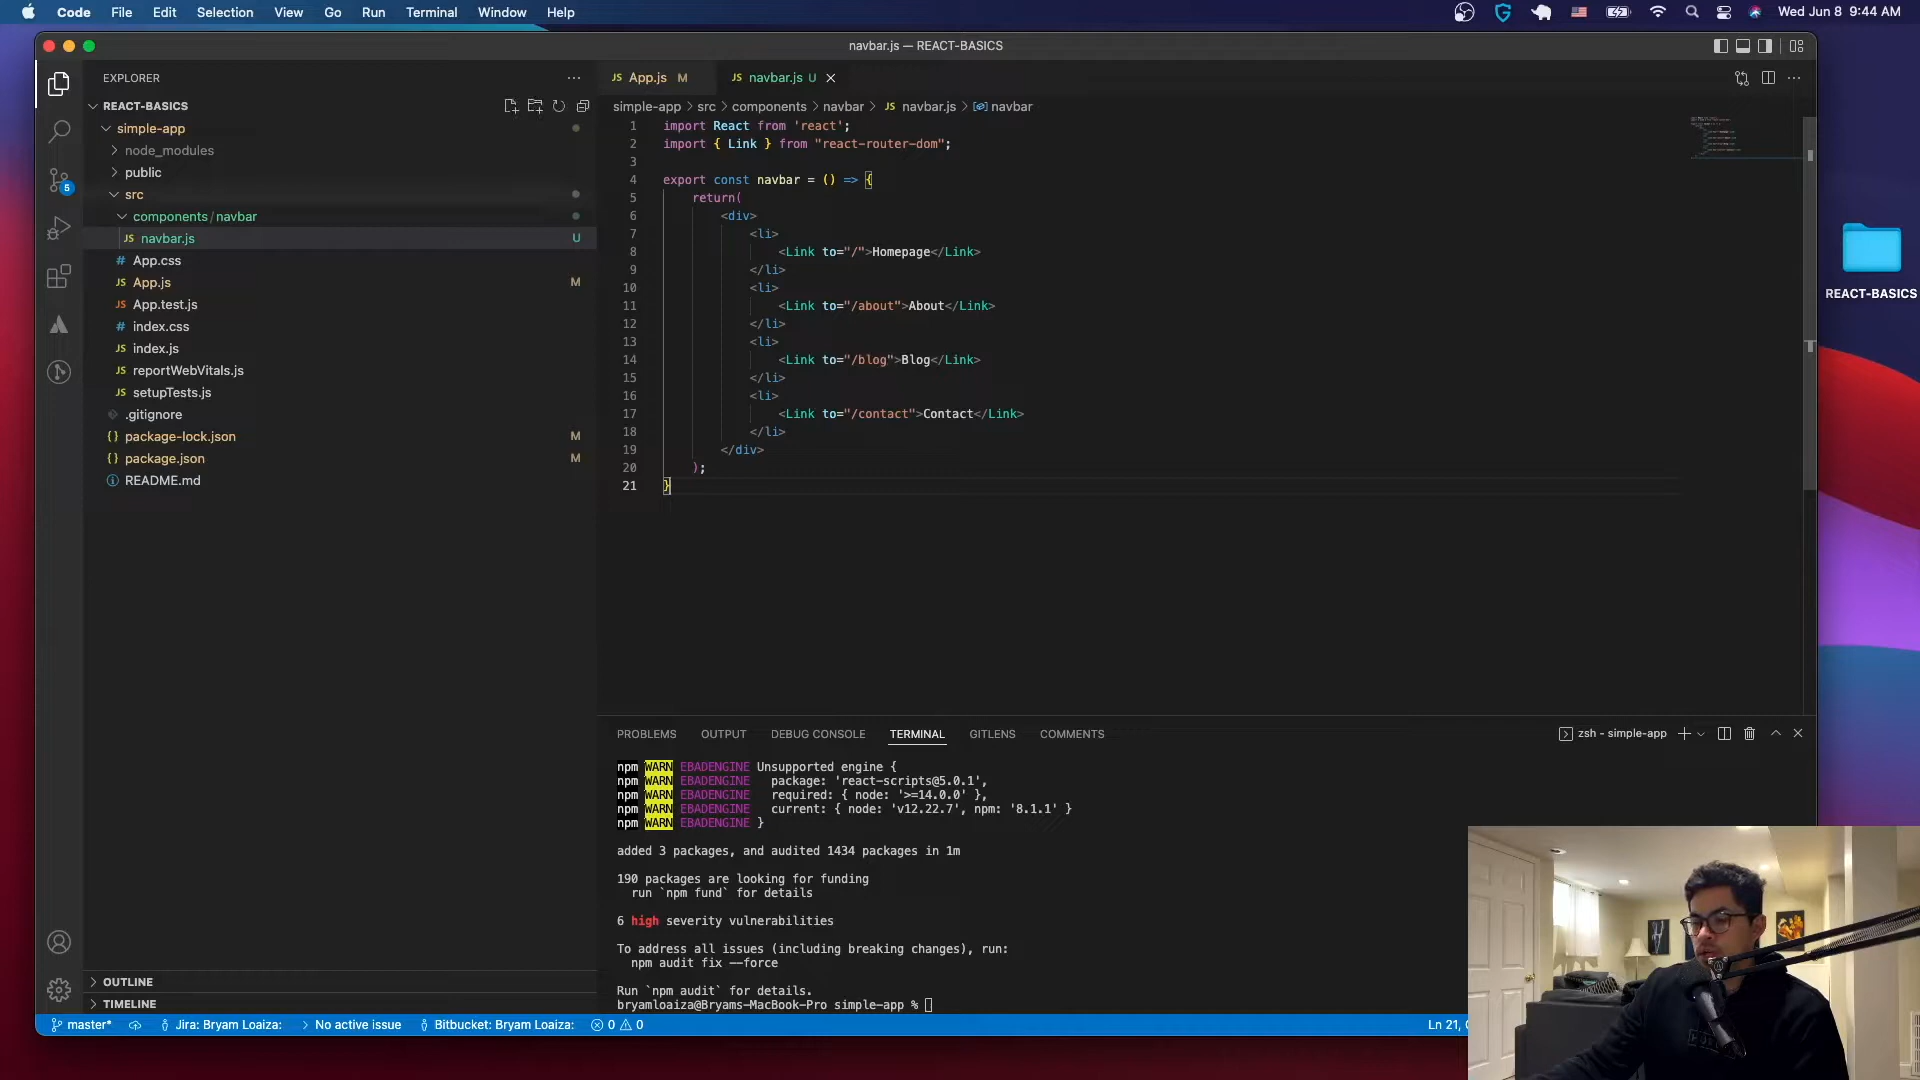 Code File Edit Selection View Go Run Terminal Window Help
Wed Jun 8 9:44 AM
navbar.js — REACT-BASICS
EXPLORER
REACT-BASICS
simple-app
node_modules
public
src
components / navbar
JS navbar.js U
# App.css
JS App.js M
JS App.test.js
# index.css
JS index.js
JS reportWebVitals.js
JS setupTests.js
.gitignore
{} package-lock.json M
{} package.json M
README.md
OUTLINE
TIMELINE
5
JS App.js M
JS navbar.js U
simple-app > src > components > navbar > JS navbar.js > navbar
1 import React from 'react';
2 import { Link } from "react-router-dom";
3
4 export const navbar = () => {
5 return(
6 <div>
7 <li>
8 <Link to="/">Homepage</Link>
9 </li>
10 <li>
11 <Link to="/about">About</Link>
12 </li>
13 <li>
14 <Link to="/blog">Blog</Link>
15 </li>
16 <li>
17 <Link to="/contact">Contact</Link>
18 </li>
19 </div>
20 );
21 }
REACT-BASICS
PROBLEMS OUTPUT DEBUG CONSOLE TERMINAL GITLENS COMMENTS
zsh - simple-app
npm WARN EBADENGINE Unsupported engine {
npm WARN EBADENGINE package: 'react-scripts@5.0.1',
npm WARN EBADENGINE required: { node: '>=14.0.0' },
npm WARN EBADENGINE current: { node: 'v12.22.7', npm: '8.1.1' }
npm WARN EBADENGINE }
added 3 packages, and audited 1434 packages in 1m
190 packages are looking for funding
run `npm fund` for details
6 high severity vulnerabilities
To address all issues (including breaking changes), run:
npm audit fix --force
Run `npm audit` for details.
bryamloaiza@Bryams-MacBook-Pro simple-app %
master* Jira: Bryam Loaiza: No active issue Bitbucket: Bryam Loaiza: 0 0
Ln 21,